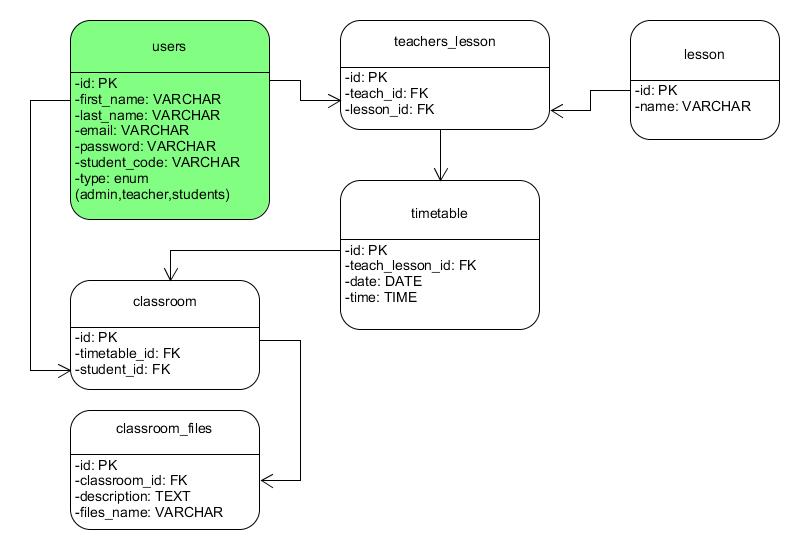 users
-id: PK
-first_name: VARCHAR
-last_name: VARCHAR
-email: VARCHAR
-password: VARCHAR
-student_code: VARCHAR
-type: enum
(admin,teacher,students)
teachers_lesson
-id: PK
-teach_id: FK
-lesson_id: FK
lesson
-id: PK
-name: VARCHAR
timetable
-id: PK
-teach_lesson_id: FK
-date: DATE
-time: TIME
classroom
-id: PK
-timetable_id: FK
-student_id: FK
classroom_files
-id: PK
-classroom_id: FK
-description: TEXT
-files_name: VARCHAR